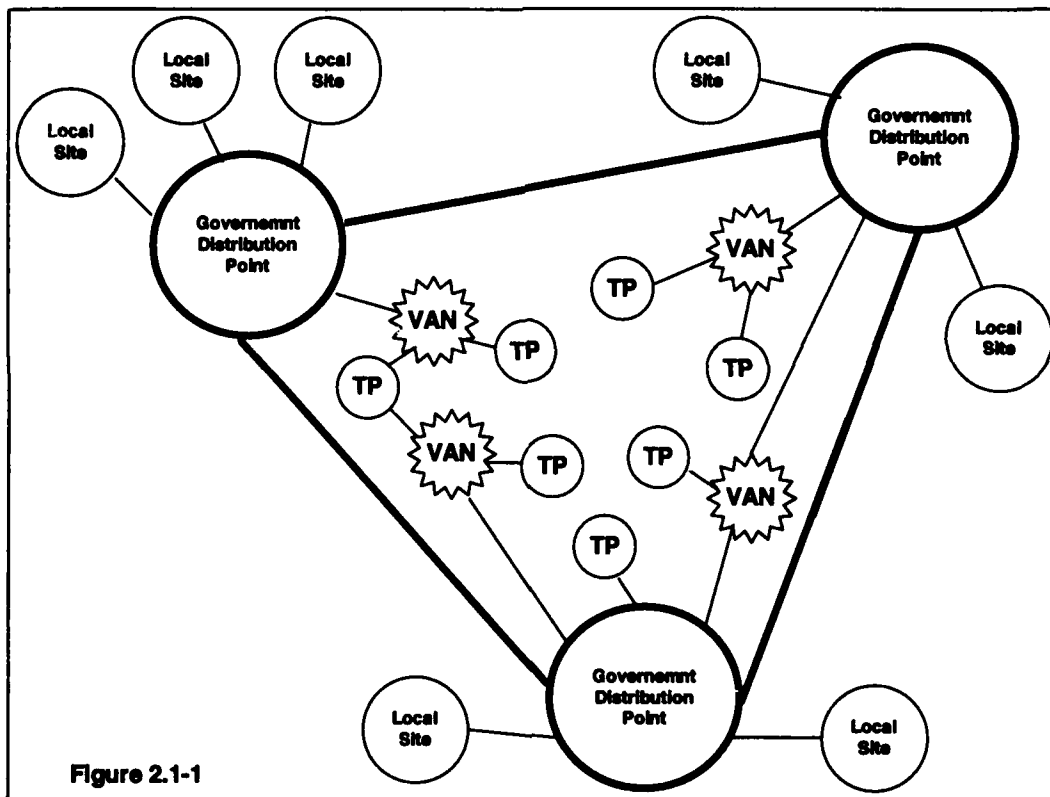 Local
Site
Local
Site
Local
Site
Local
Site
Governemnt
Distribution
Point
Governemnt
Distribution
Point
VAN
TP
VAN
TP
TP
Local
Site
TP
VAN
TP
TP
VAN
TP
Governemnt
Distribution
Point
Local
Site
Local
Site
Figure 2.1-1